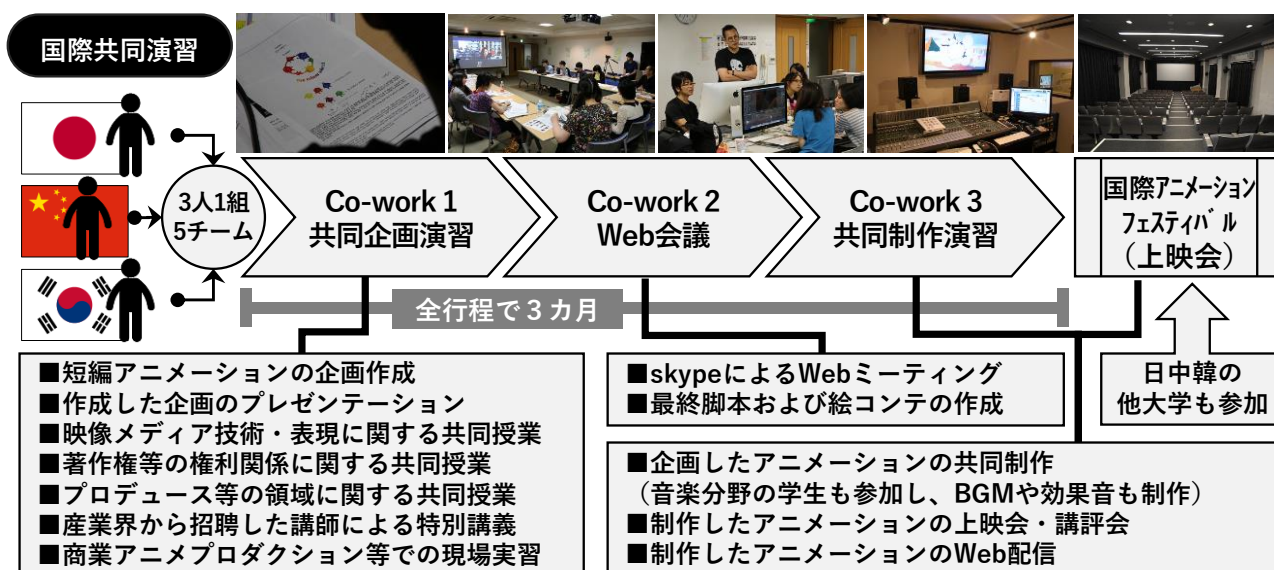 国際共同演習
3人1組
5チーム
Co-work 1
共同企画演習
Co-work 2
Web会議
Co-work 3
共同制作演習
国際アニメーション
フェスティバル
（上映会）
全行程で３カ月
■短編アニメーションの企画作成
■作成した企画のプレゼンテーション
■映像メディア技術・表現に関する共同授業
■著作権等の権利関係に関する共同授業
■プロデュース等の領域に関する共同授業
■産業界から招聘した講師による特別講義
■商業アニメプロダクション等での現場実習
■skypeによるWebミーティング
■最終脚本および絵コンテの作成
日中韓の
他大学も参加
■企画したアニメーションの共同制作
（音楽分野の学生も参加し、BGMや効果音も制作）
■制作したアニメーションの上映会・講評会
■制作したアニメーションのWeb配信